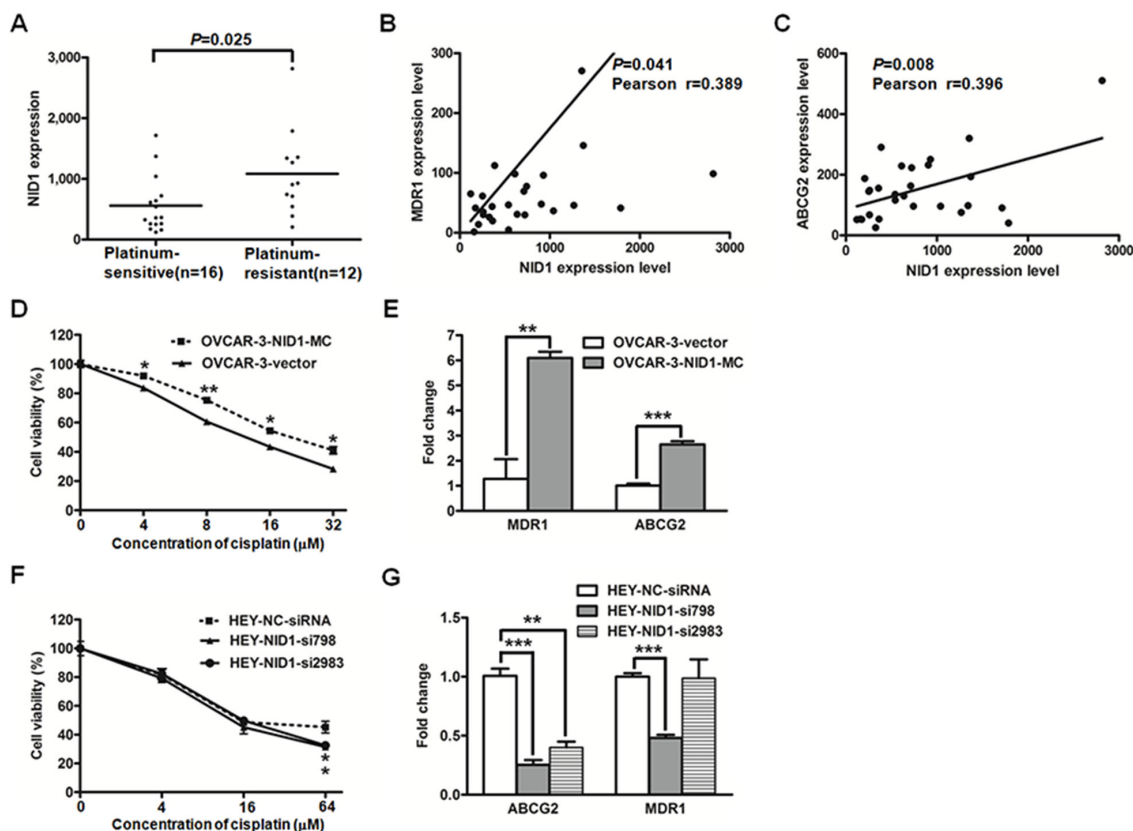 A
P=0.025
3,000
2,000
1,000
0
NID1 expression
Platinum- Platinum-
sensitive(n=16) resistant(n=12)
B
P=0.041
Pearson r=0.389
300
200
100
0
MDR1 expression level
0 1000 2000 3000
NID1 expression level
C
P=0.008
Pearson r=0.396
600
400
200
0
ABCG2 expression level
0 1000 2000 3000
NID1 expression level
D
120
100
80
60
40
20
0
Cell viability (%)
OVCAR-3-NID1-MC
OVCAR-3-vector
*
**
*
*
0 4 8 16 32
Concentration of cisplatin (μM)
E
7
6
5
4
3
2
1
0
Fold change
**
***
OVCAR-3-vector
OVCAR-3-NID1-MC
MDR1 ABCG2
F
120
100
80
60
40
20
0
Cell viability (%)
HEY-NC-siRNA
HEY-NID1-si798
HEY-NID1-si2983
*
*
0 4 16 64
Concentration of cisplatin (μM)
G
1.5
1.0
0.5
0.0
Fold change
HEY-NC-siRNA
HEY-NID1-si798
HEY-NID1-si2983
**
***
***
ABCG2 MDR1